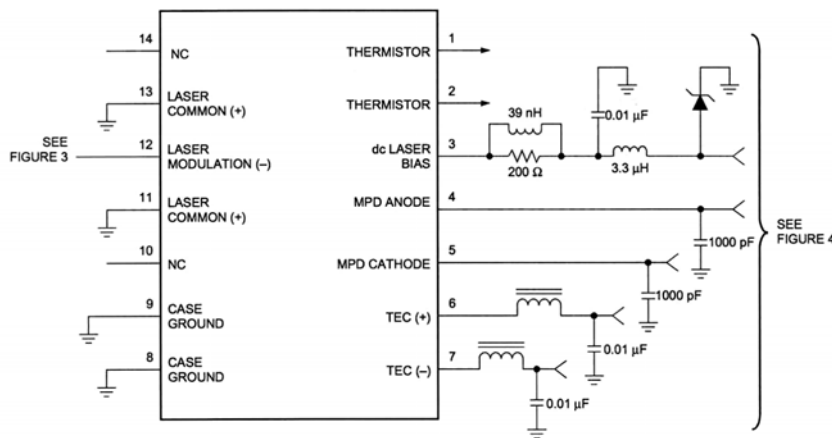 14
NC
13
LASER
COMMON (+)
SEE
FIGURE 3
12
LASER
MODULATION (–)
11
LASER
COMMON (+)
10
NC
9
CASE
GROUND
8
CASE
GROUND
1
THERMISTOR
2
THERMISTOR
3
dc LASER
BIAS
4
MPD ANODE
5
MPD CATHODE
6
TEC (+)
7
TEC (–)
39 nH
200 Ω
0.01 μF
3.3 μH
1000 pF
1000 pF
0.01 μF
0.01 μF
SEE
FIGURE 4